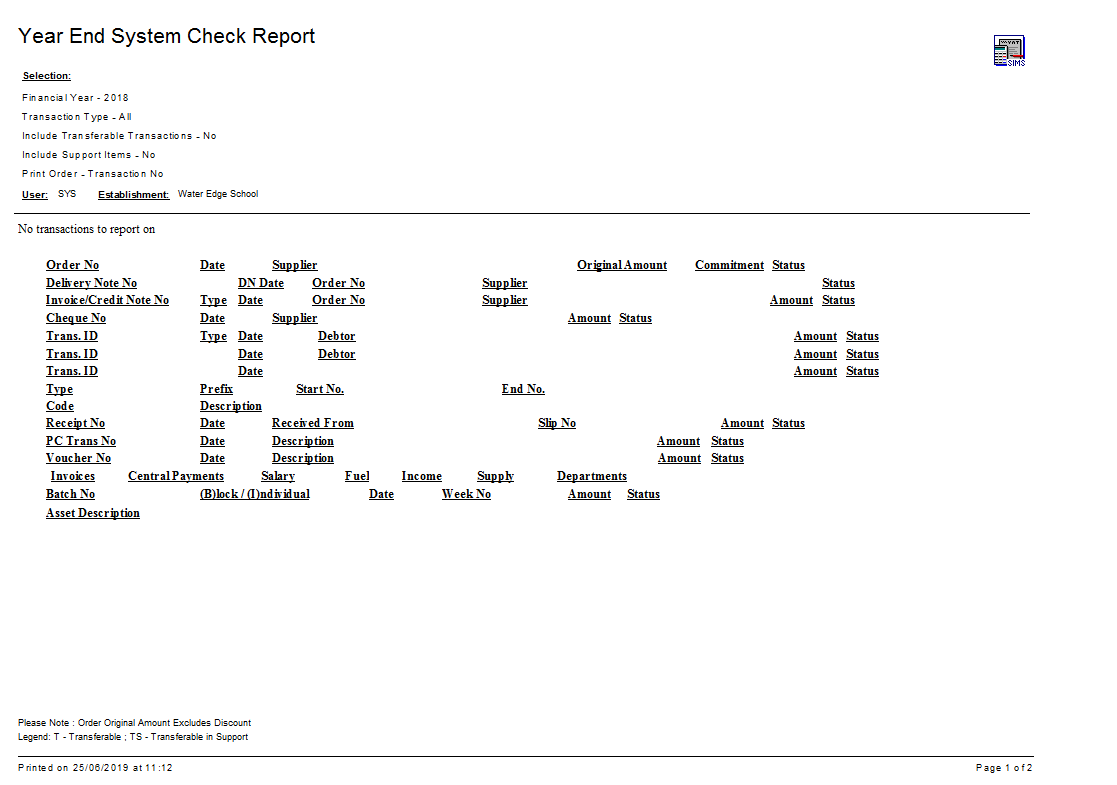 Year End System Check Report
SIMS
Selection:
Financial Year - 2018
Transaction Type - All
Include Transferable Transactions - No
Include Support Items - No
Print Order - Transaction No
User: SYS Establishment: Water Edge School
No transactions to report on
Order No Date Supplier Original Amount Commitment Status
Delivery Note No DN Date Order No Supplier Status
Invoice/Credit Note No Type Date Order No Supplier Amount Status
Cheque No Date Supplier Amount Status
Trans. ID Type Date Debtor Amount Status
Trans. ID Date Debtor Amount Status
Trans. ID Date Amount Status
Type Prefix Start No. End No.
Code Description
Receipt No Date Received From Slip No Amount Status
PC Trans No Date Description Amount Status
Voucher No Date Description Amount Status
Invoices Central Payments Salary Fuel Income Supply Departments
Batch No (B)lock / (I)ndividual Date Week No Amount Status
Asset Description
Please Note : Order Original Amount Excludes Discount
Legend: T - Transferable ; TS - Transferable in Support
Printed on 25/06/2019 at 11:12 Page 1 of 2